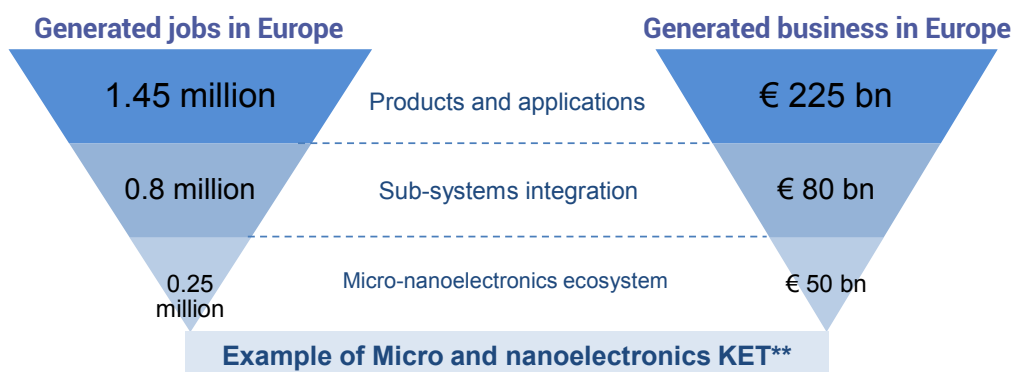 Generated jobs in Europe
Generated business in Europe
1.45 million
Products and applications
€ 225 bn
0.8 million
Sub-systems integration
€ 80 bn
0.25
million
Micro-nanoelectronics ecosystem
€ 50 bn
Example of Micro and nanoelectronics KET**